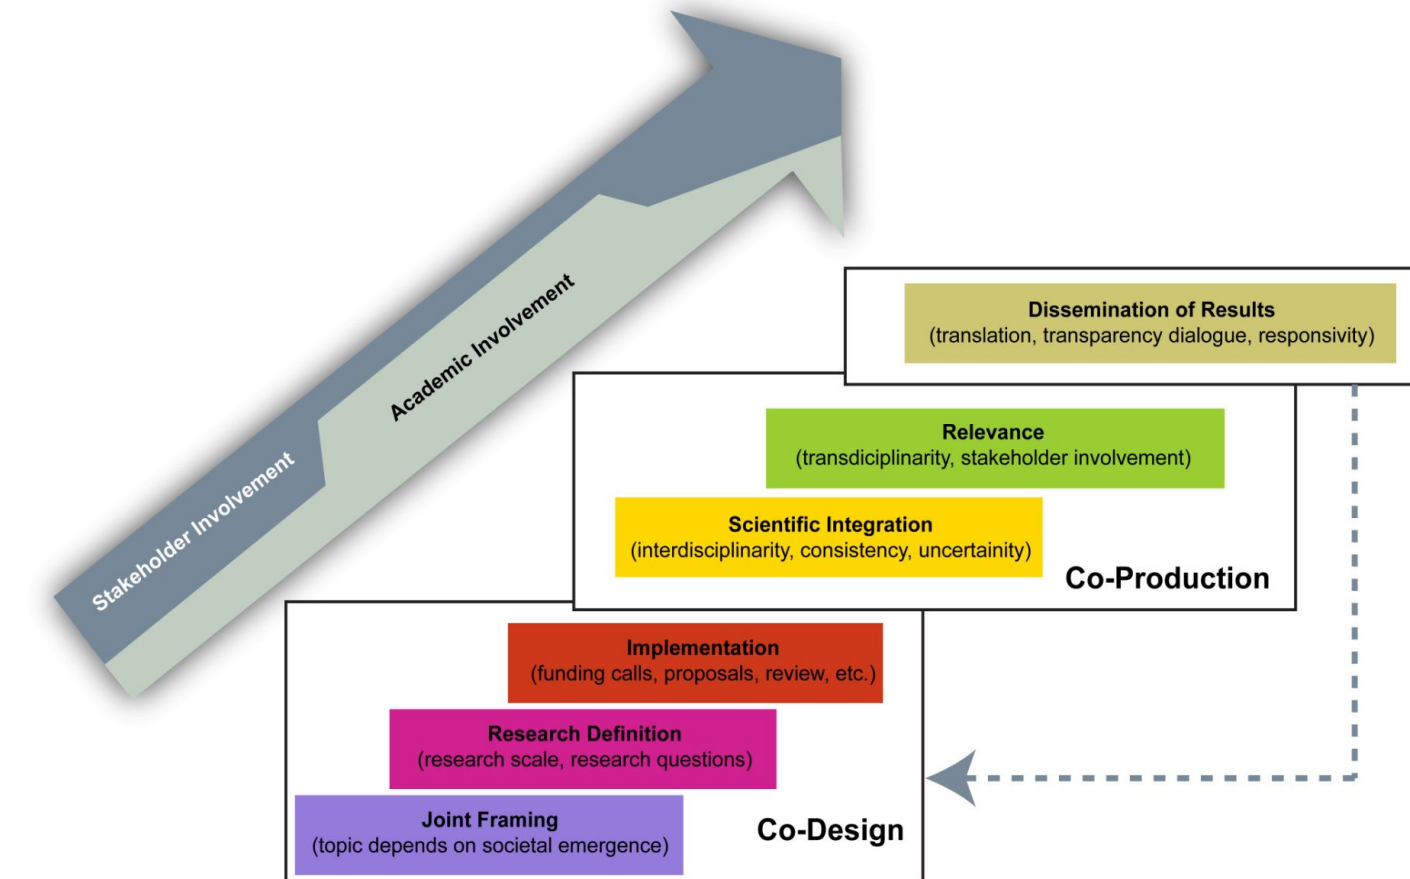 Stakeholder Involvement
Academic Involvement
Dissemination of Results
(translation, transparency dialogue, responsivity)
Relevance
(transdiciplinarity, stakeholder involvement)
Scientific Integration
(interdisciplinarity, consistency, uncertainity)
Co-Production
Implementation
(funding calls, proposals, review, etc.)
Research Definition
(research scale, research questions)
Joint Framing
(topic depends on societal emergence)
Co-Design